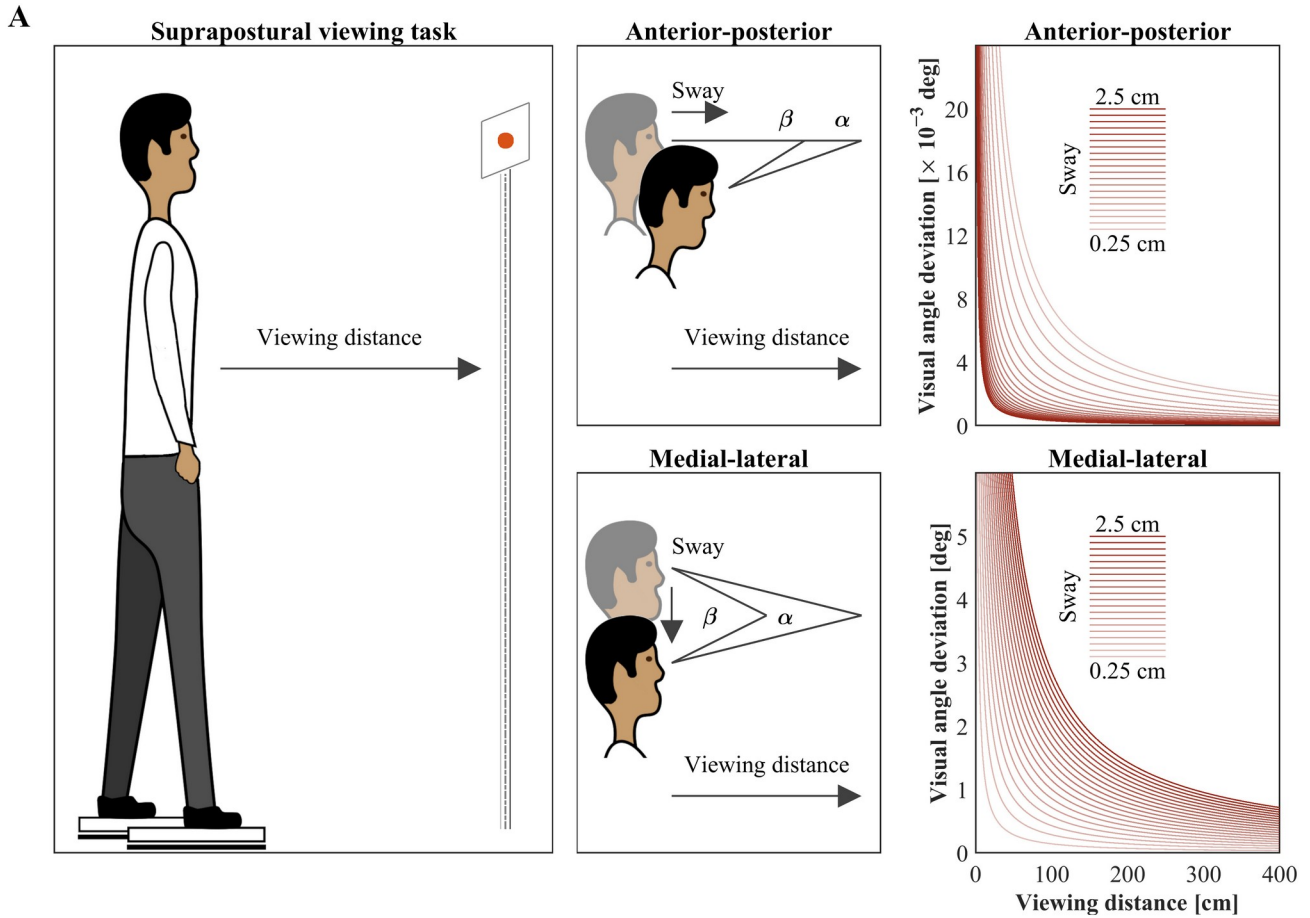 A
Suprapostural viewing task
Viewing distance
Anterior-posterior
Sway
β α
Viewing distance
Medial-lateral
Sway
β α
Viewing distance
Anterior-posterior
Visual angle deviation [× 10⁻³ deg]
20
16
12
8
4
0
2.5 cm
Sway
0.25 cm
Medial-lateral
Visual angle deviation [deg]
5
4
3
2
1
0
2.5 cm
Sway
0.25 cm
0 100 200 300 400
Viewing distance [cm]